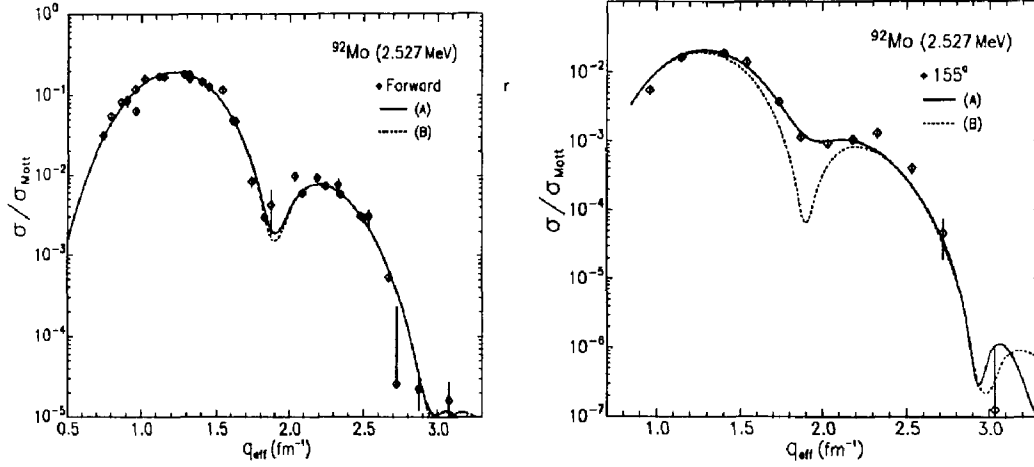 10⁰
10⁻¹
10⁻²
10⁻³
10⁻⁴
10⁻⁵
σ/σMott
⁹²Mo (2.527 MeV)
Forward
(A)
(B)
0.5 1.0 1.5 2.0 2.5 3.0
qeff (fm⁻¹)
r
10⁻²
10⁻³
10⁻⁴
10⁻⁵
10⁻⁶
10⁻⁷
σ/σMott
⁹²Mo (2.527 MeV)
155°
(A)
(B)
1.0 1.5 2.0 2.5 3.0
qeff (fm⁻¹)